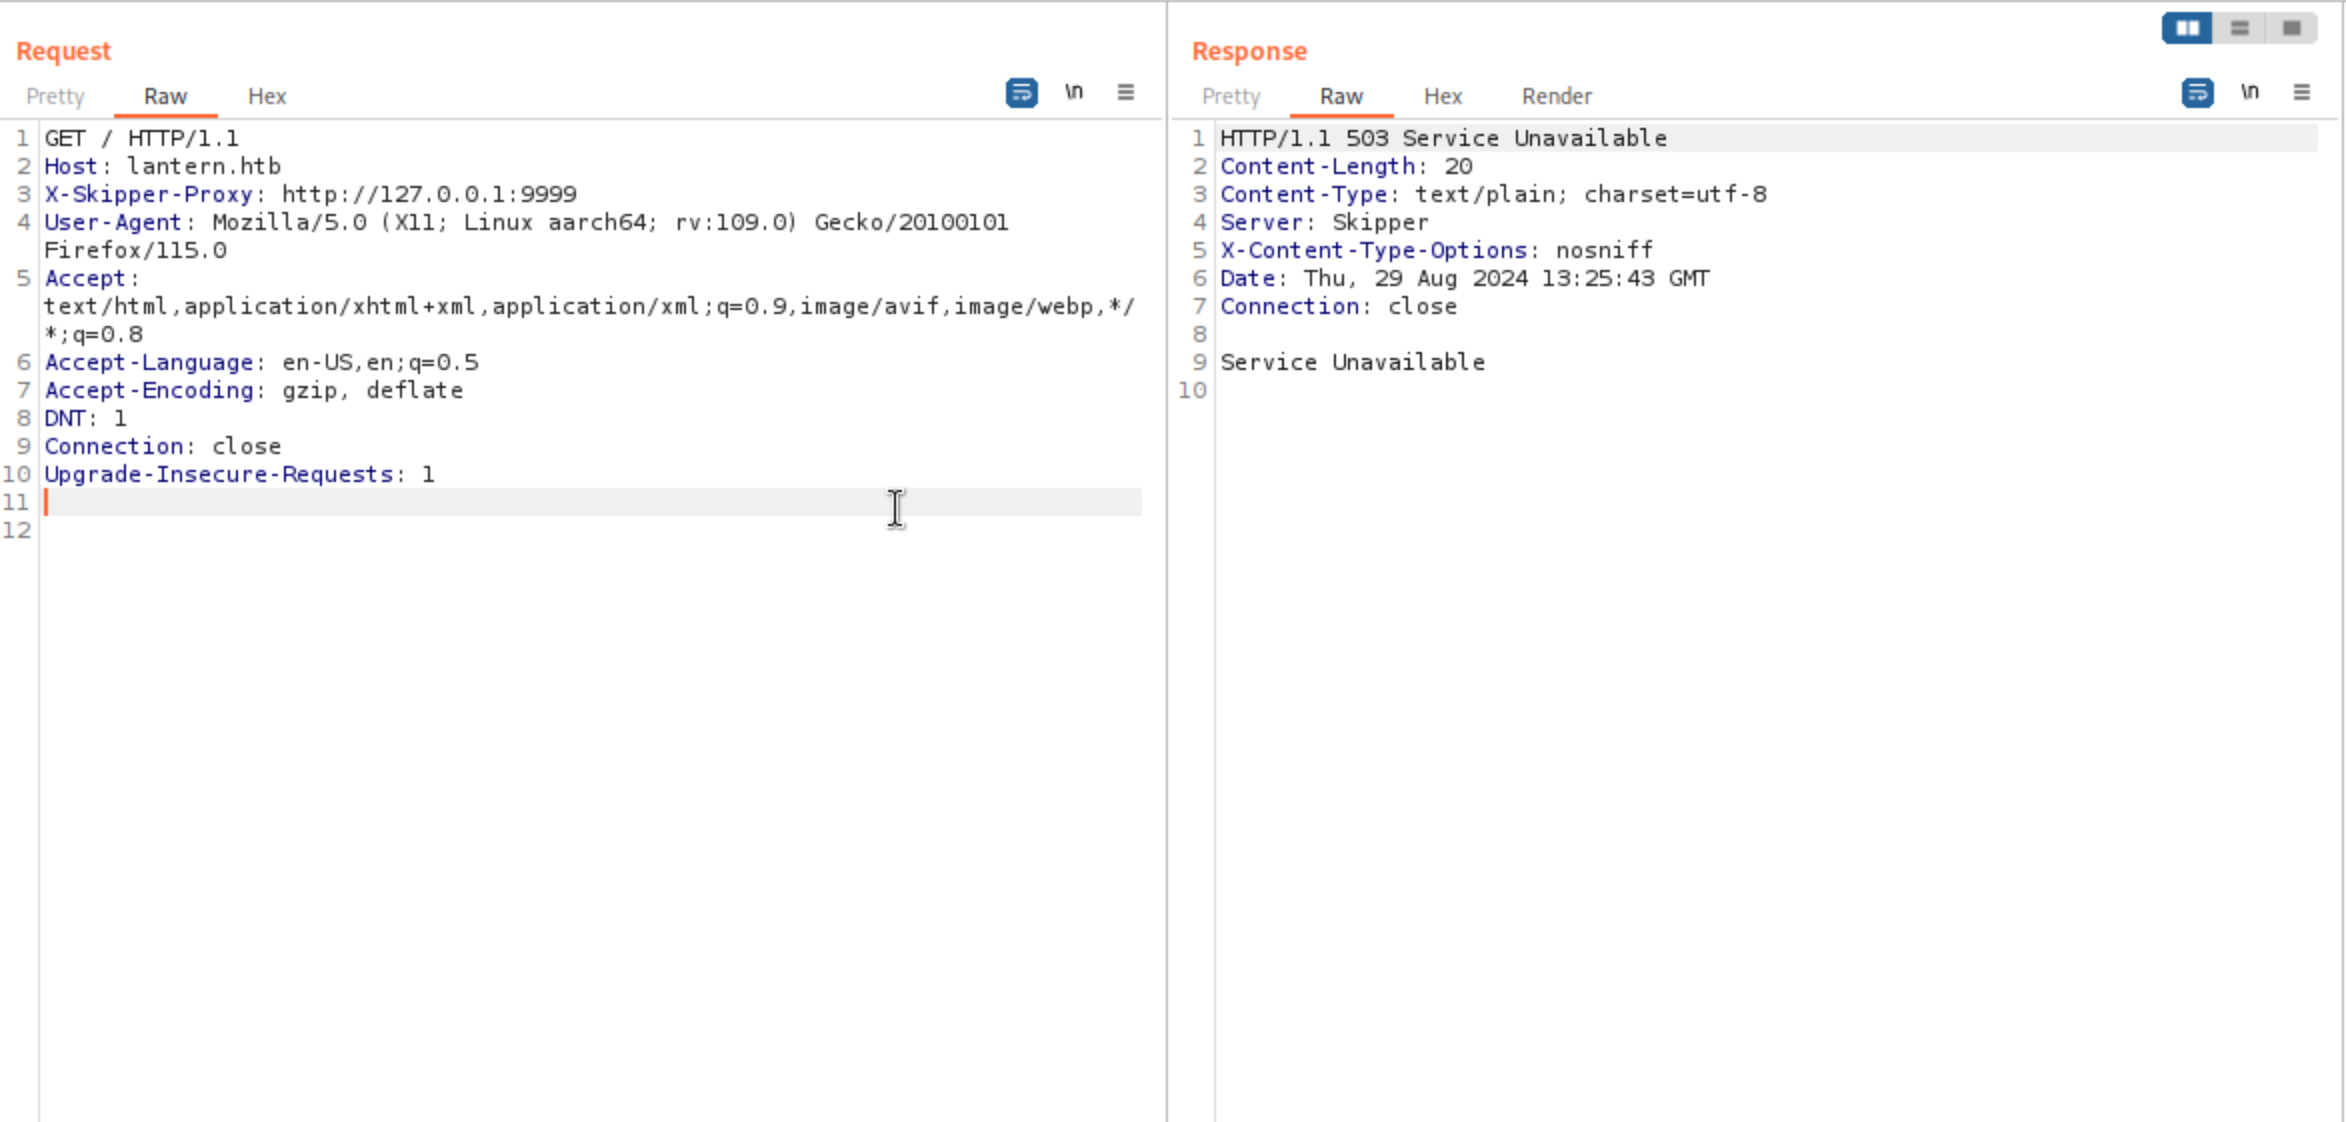 Request
Pretty Raw Hex \n
1 GET / HTTP/1.1
2 Host: lantern.htb
3 X-Skipper-Proxy: http://127.0.0.1:9999
4 User-Agent: Mozilla/5.0 (X11; Linux aarch64; rv:109.0) Gecko/20100101
Firefox/115.0
5 Accept:
text/html,application/xhtml+xml,application/xml;q=0.9,image/avif,image/webp,*/
*;q=0.8
6 Accept-Language: en-US,en;q=0.5
7 Accept-Encoding: gzip, deflate
8 DNT: 1
9 Connection: close
10 Upgrade-Insecure-Requests: 1
11
12
Response
Pretty Raw Hex Render \n
1 HTTP/1.1 503 Service Unavailable
2 Content-Length: 20
3 Content-Type: text/plain; charset=utf-8
4 Server: Skipper
5 X-Content-Type-Options: nosniff
6 Date: Thu, 29 Aug 2024 13:25:43 GMT
7 Connection: close
8
9 Service Unavailable
10